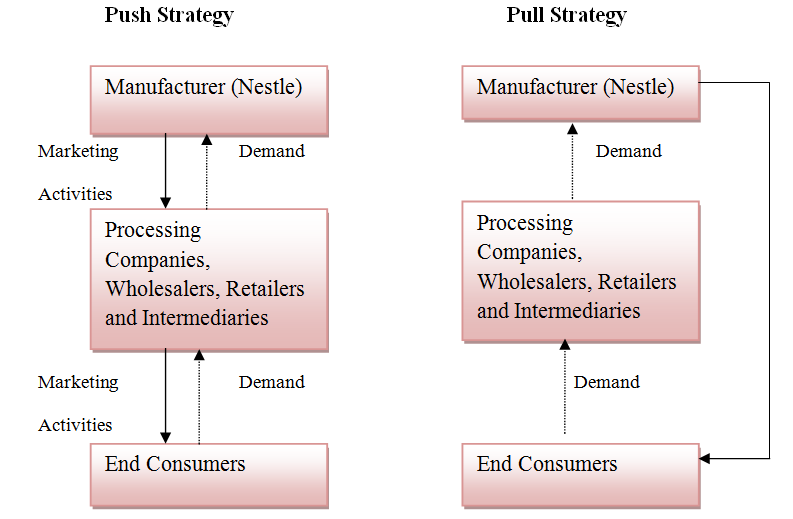 Push Strategy
Manufacturer (Nestle)
Marketing
Activities
Demand
Processing
Companies,
Wholesalers, Retailers
and Intermediaries
Marketing
Activities
Demand
End Consumers
Pull Strategy
Manufacturer (Nestle)
Demand
Processing
Companies,
Wholesalers, Retailers
and Intermediaries
Demand
End Consumers